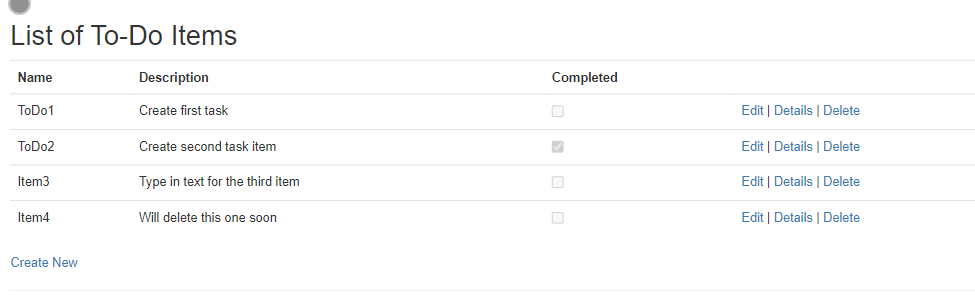 List of To-Do Items
Name Description Completed
ToDo1 Create first task Edit | Details | Delete
ToDo2 Create second task item Edit | Details | Delete
Item3 Type in text for the third item Edit | Details | Delete
Item4 Will delete this one soon Edit | Details | Delete
Create New